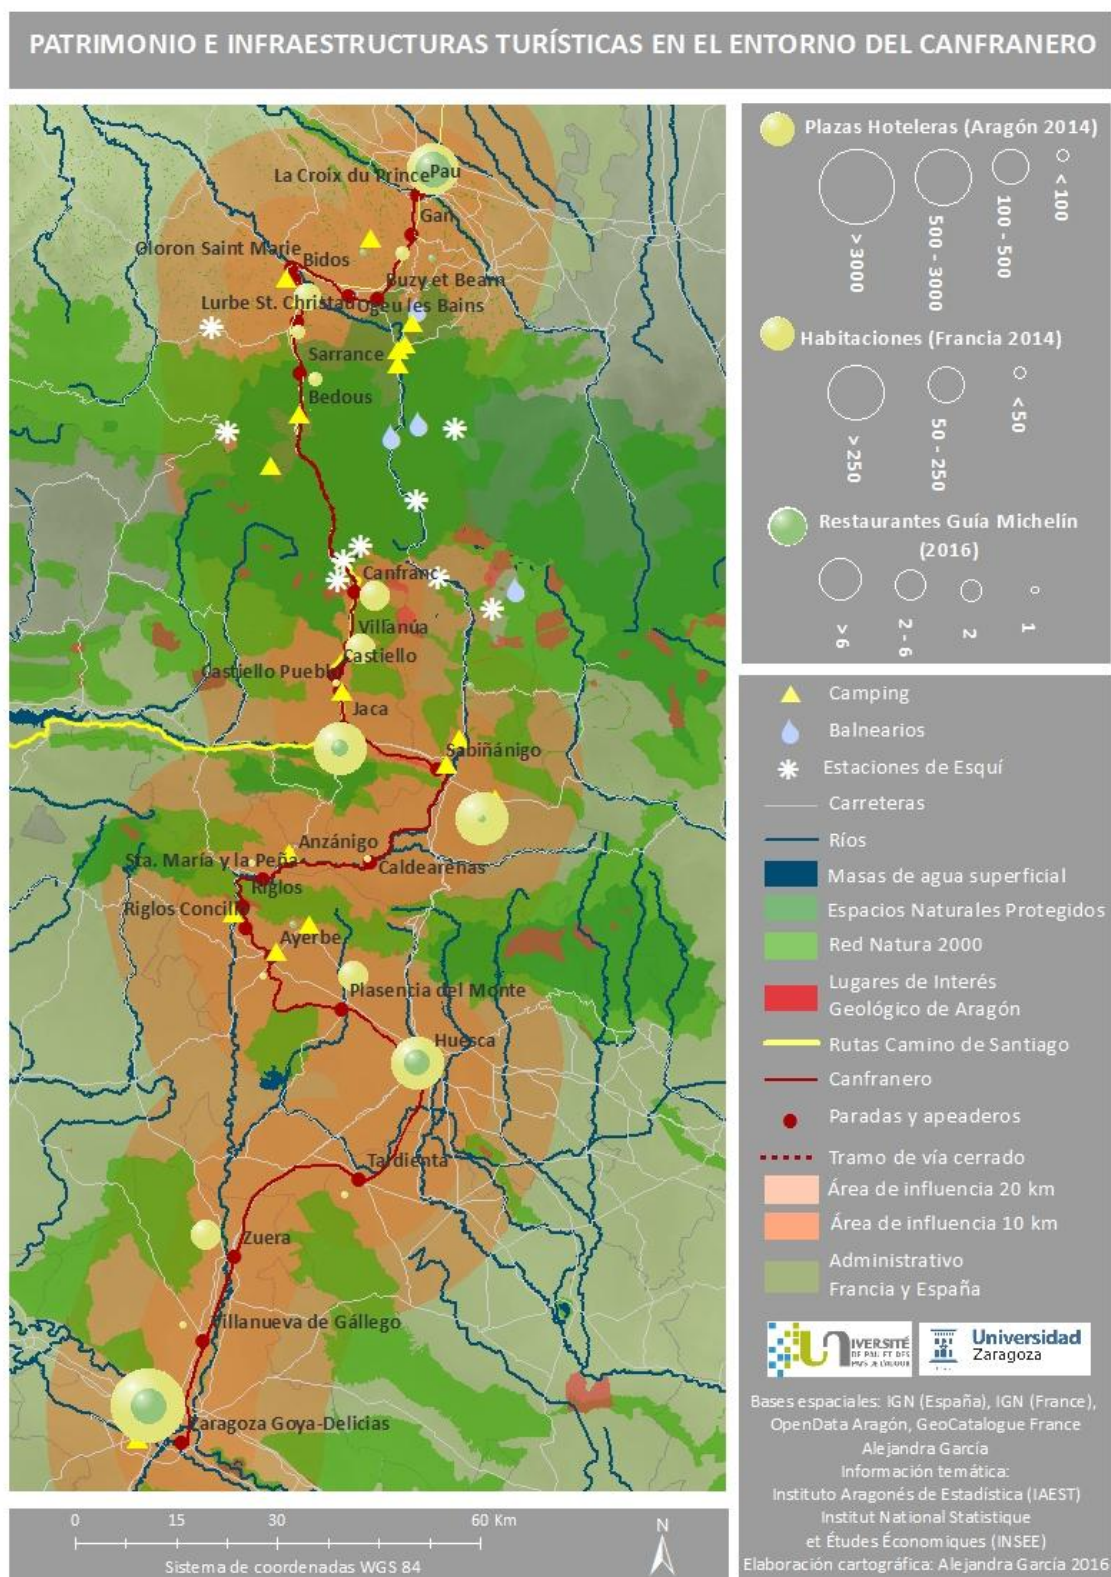 PATRIMONIO E INFRAESTRUCTURAS TURÍSTICAS EN EL ENTORNO DEL CANFRANERO
La Croix du Prince
Pau
Gan
Oloron Saint Marie
Bidos
Buzy et Bearn
Lurbe St. Christau
Ogeu les Bains
Sarrance
Bedous
Canfranc
Villanúa
Castiello
Castiello Pueblo
Jaca
Sabiñánigo
Anzánigo
Sta. María y la Peña
Caldearenas
Riglos
Riglos Concilio
Ayerbe
Plasencia del Monte
Huesca
Tardienta
Zuera
Villanueva de Gállego
Zaragoza Goya-Delicias
Plazas Hoteleras (Aragón 2014)
> 3000
500 - 3000
100 - 500
< 100
Habitaciones (Francia 2014)
>250
50 - 250
<50
Restaurantes Guía Michelín
(2016)
>6
2 - 6
2
1
Camping
Balnearios
Estaciones de Esquí
Carreteras
Ríos
Masas de agua superficial
Espacios Naturales Protegidos
Red Natura 2000
Lugares de Interés
Geológico de Aragón
Rutas Camino de Santiago
Canfranero
Paradas y apeaderos
Tramo de vía cerrado
Área de influencia 20 km
Área de influencia 10 km
Administrativo
Francia y España
UNIVERSITÉ
DE PAU ET DES
PAYS DE L'ADOUR
Universidad
Zaragoza
Bases espaciales: IGN (España), IGN (France),
OpenData Aragón, GeoCatalogue France
Alejandra García
Información temática:
Instituto Aragonés de Estadística (IAEST)
Institut National Statistique
et Études Économiques (INSEE)
Elaboración cartográfica: Alejandra García 2016
0 15 30 60 Km
N
Sistema de coordenadas WGS 84